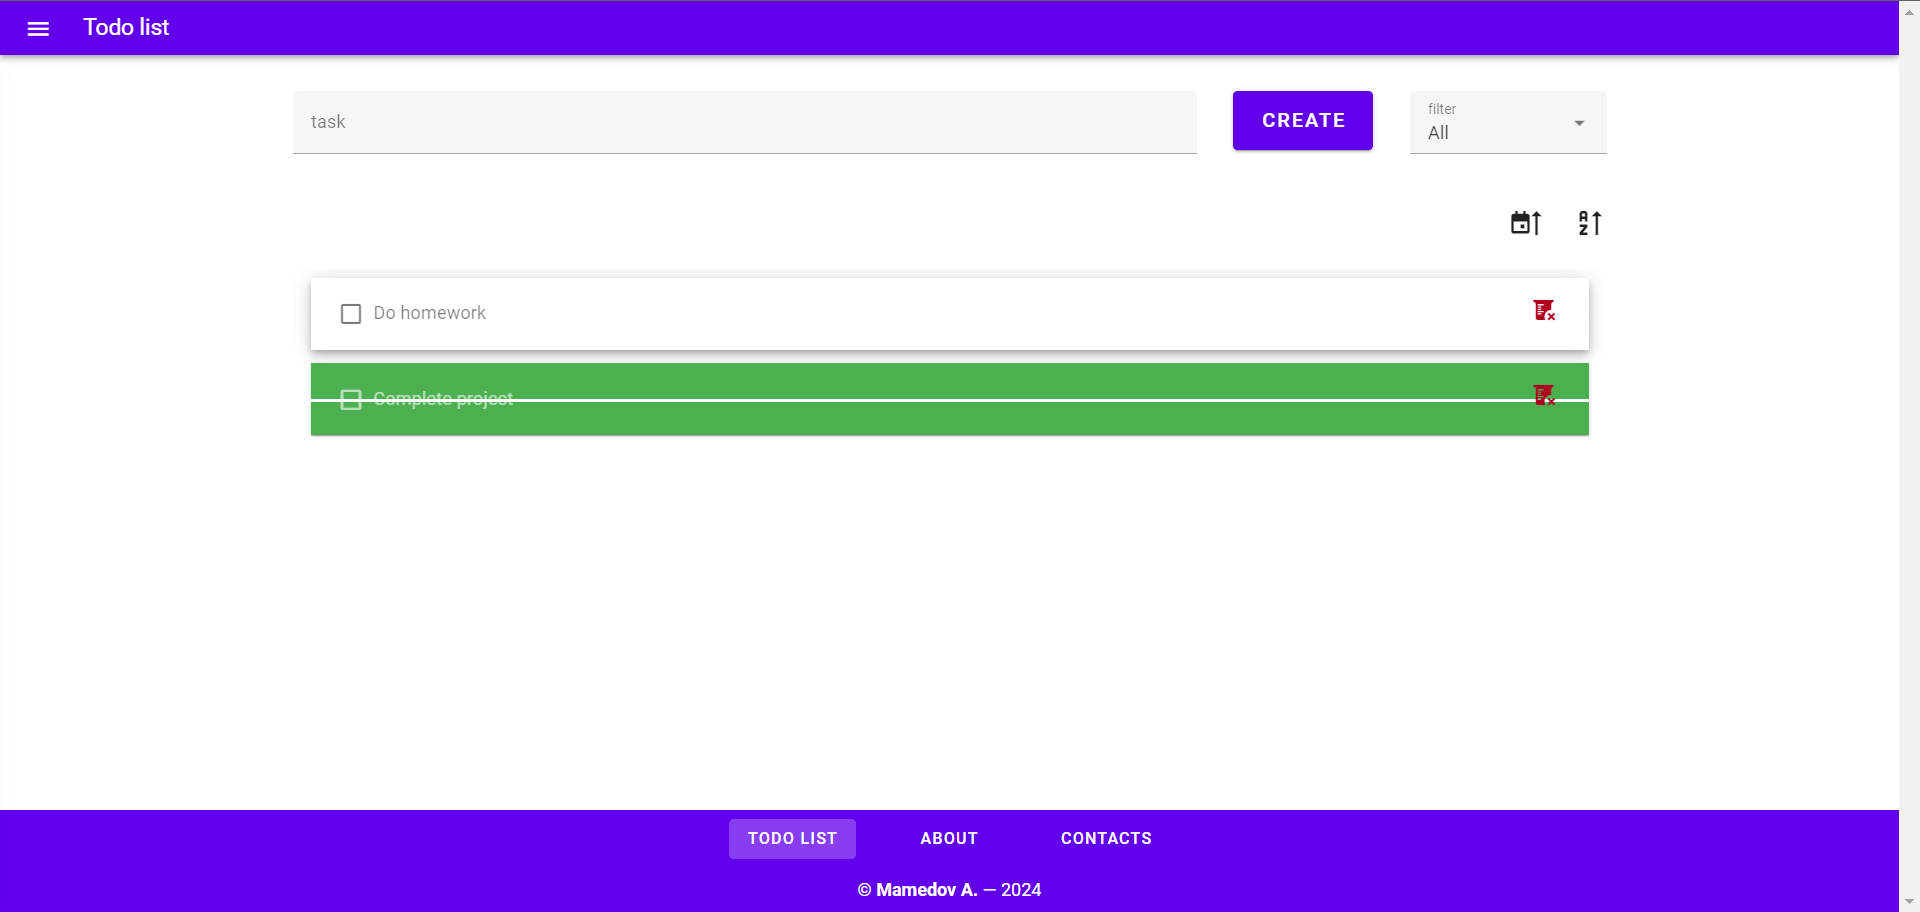 Todo list
task
CREATE
filter
All
Do homework
Complete project
TODO LIST
ABOUT
CONTACTS
© Mamedov A. — 2024